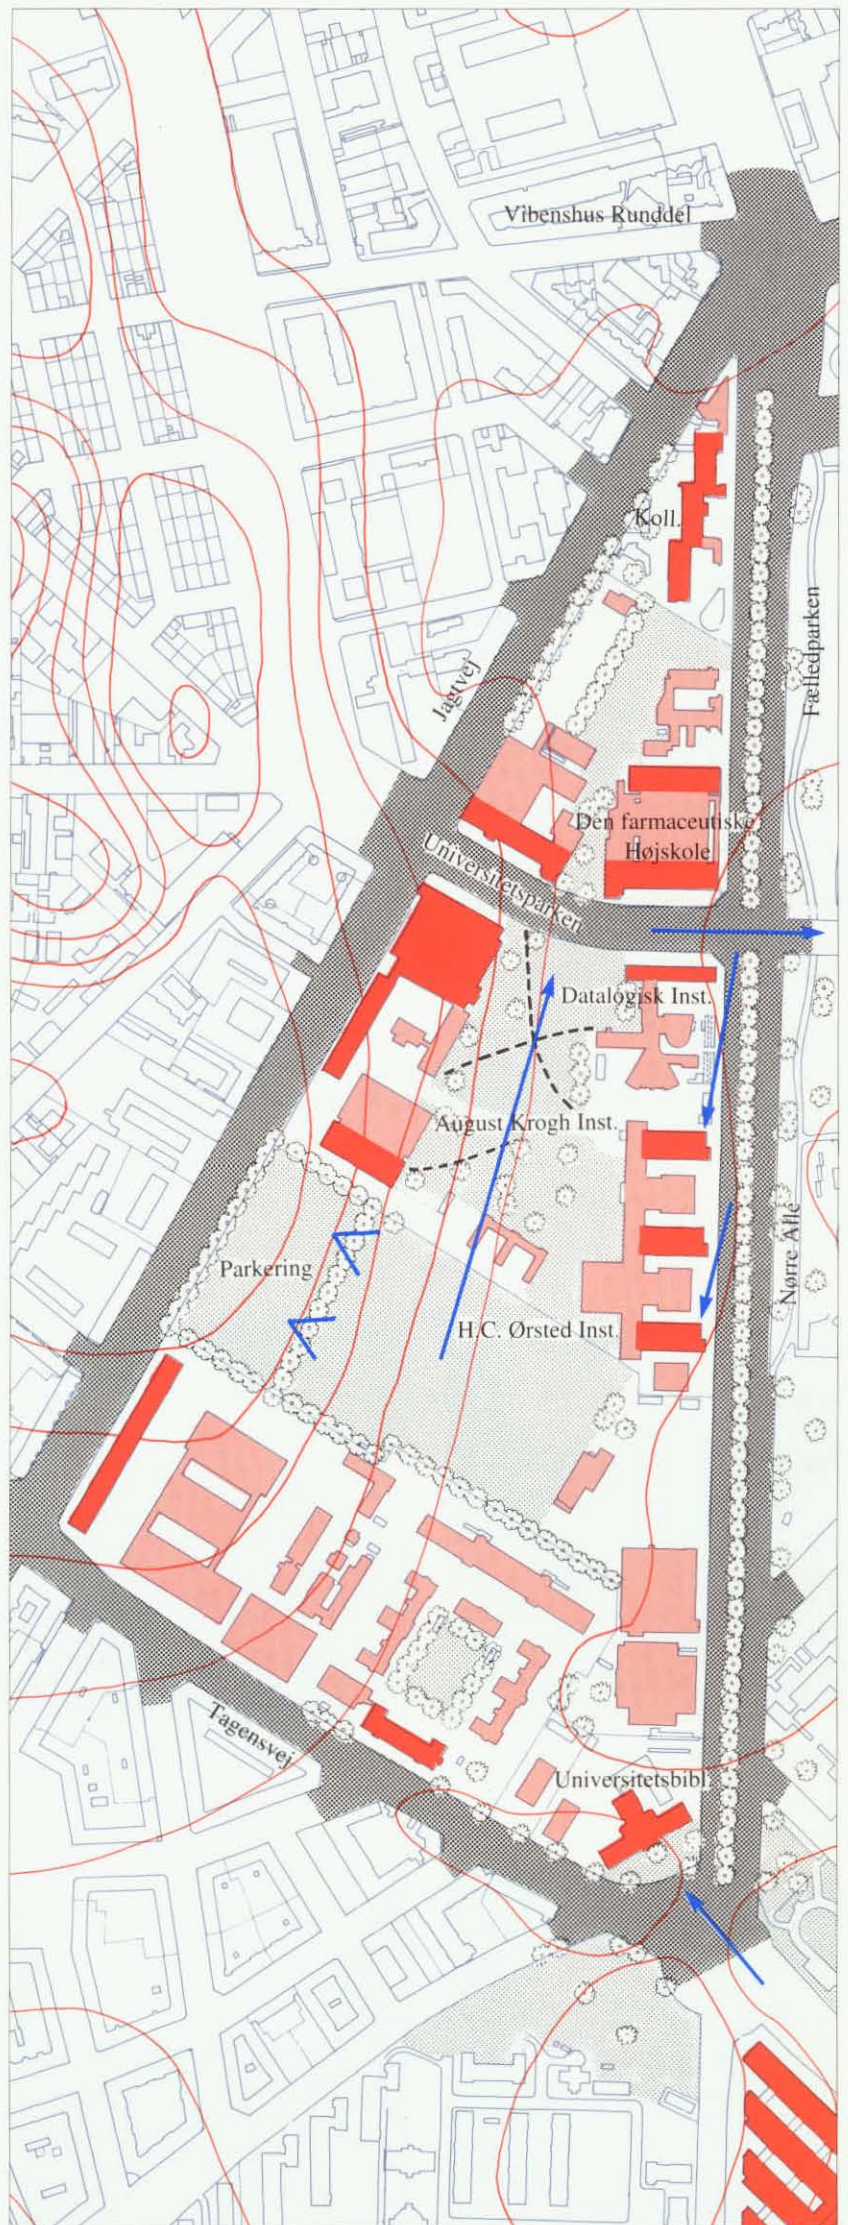 Vibenshus Runddel
Koll.
Fælledparken
Jagtvej
Den farmaceutiske
Højskole
Universitetsparken
Datalogisk Inst.
August Krogh Inst.
Nørre Allé
Parkering
H.C. Ørsted Inst.
Tagensvej
Universitetsbibl.